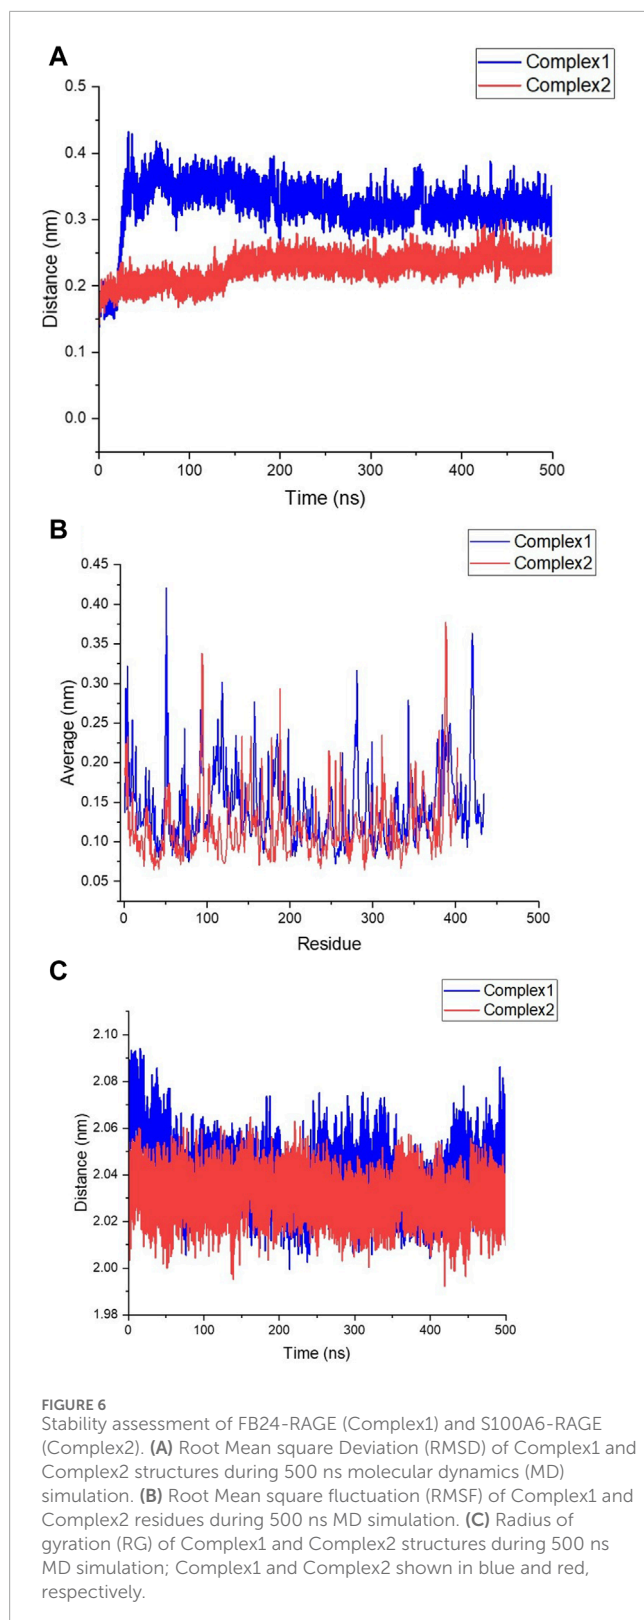 A
Complex1
Complex2
0.5
0.4
0.3
0.2
0.1
0.0
Distance (nm)
0
100
200
300
400
500
Time (ns)
B
Complex1
Complex2
0.45
0.40
0.35
0.30
0.25
0.20
0.15
0.10
0.05
Average (nm)
0
100
200
300
400
500
Residue
C
Complex1
Complex2
2.10
2.08
2.06
2.04
2.02
2.00
1.98
Distance (nm)
0
100
200
300
400
500
Time (ns)
FIGURE 6
Stability assessment of FB24-RAGE (Complex1) and S100A6-RAGE
(Complex2). (A) Root Mean square Deviation (RMSD) of Complex1 and
Complex2 structures during 500 ns molecular dynamics (MD)
simulation. (B) Root Mean square fluctuation (RMSF) of Complex1 and
Complex2 residues during 500 ns MD simulation. (C) Radius of
gyration (RG) of Complex1 and Complex2 structures during 500 ns
MD simulation; Complex1 and Complex2 shown in blue and red,
respectively.